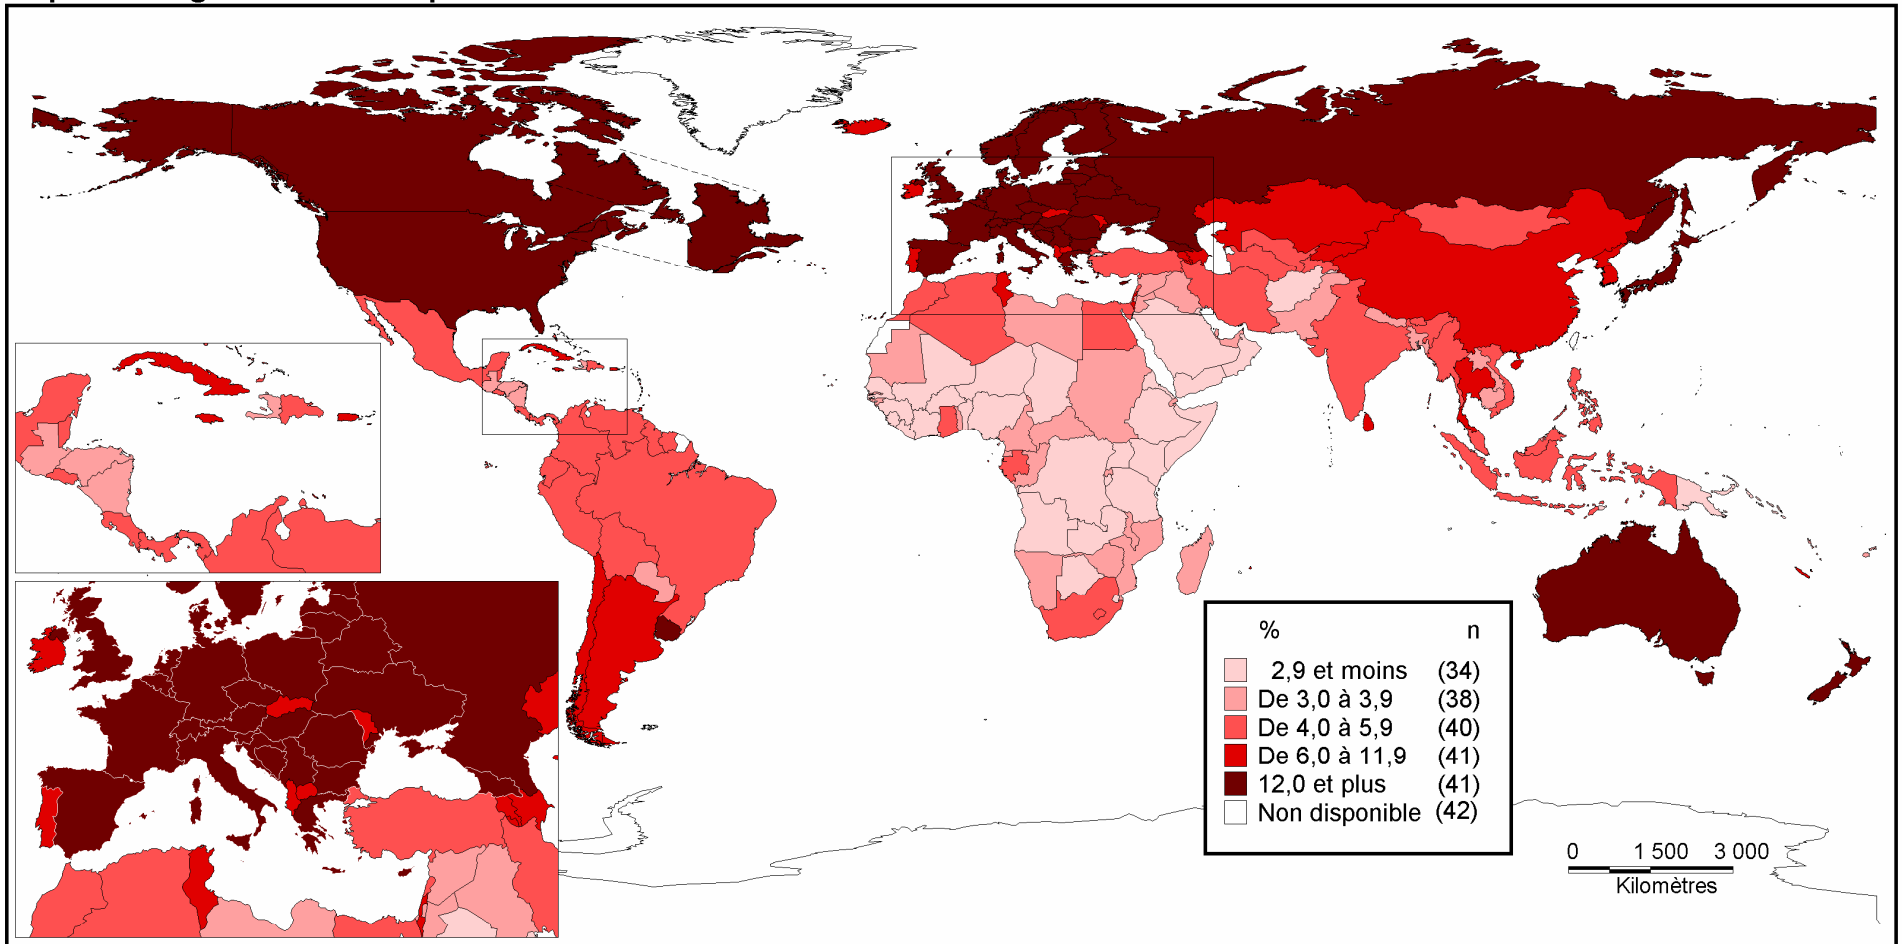 % n
2,9 et moins (34)
De 3,0 à 3,9 (38)
De 4,0 à 5,9 (40)
De 6,0 à 11,9 (41)
12,0 et plus (41)
Non disponible (42)
0 1 500 3 000
Kilomètres